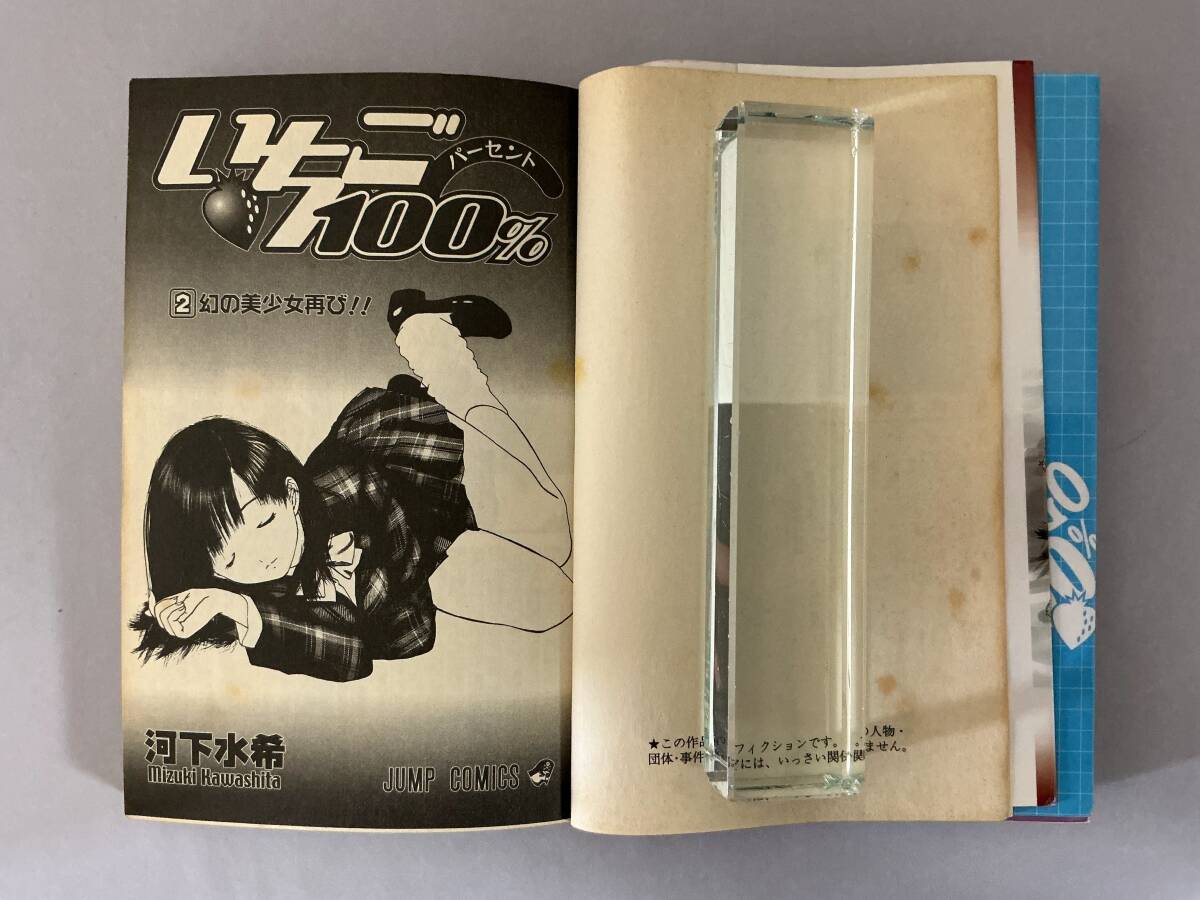 いちご
パーセント
100%
2 幻の美少女再び!!
河下水希
Mizuki Kawashita
JUMP COMICS
★この作品 フィクションです。 の人物・
団体・事件 には、いっさい関係 ません。
0%